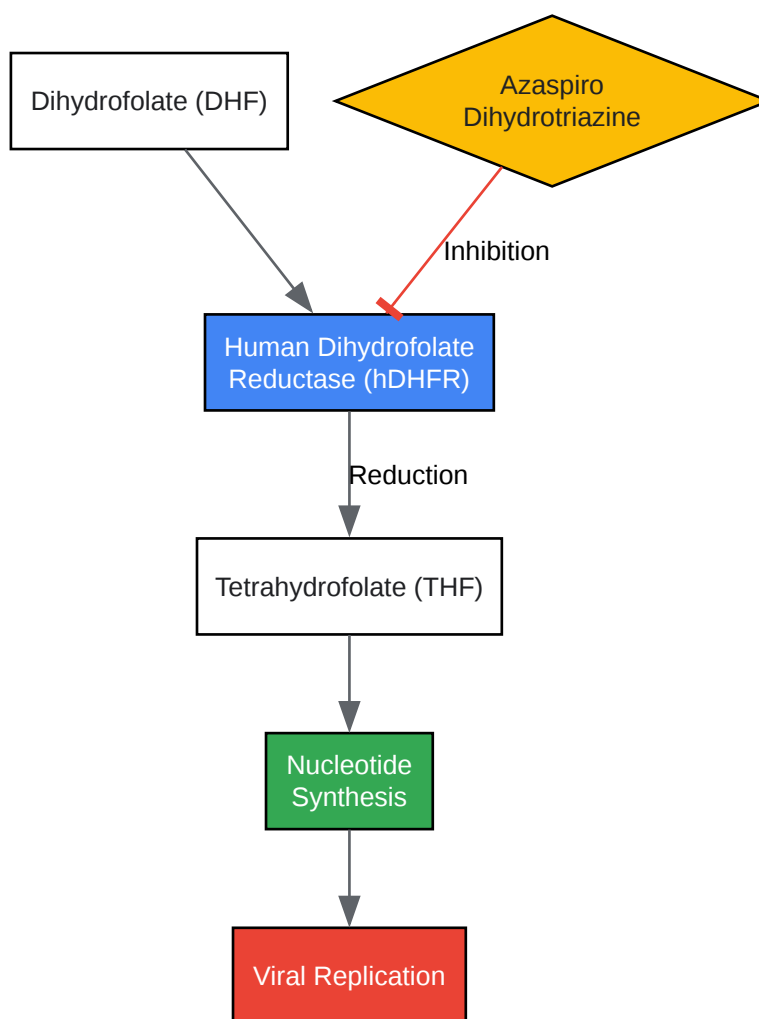 Dihydrofolate (DHF)
Azaspiro
Dihydrotriazine
Inhibition
Human Dihydrofolate
Reductase (hDHFR)
Reduction
Tetrahydrofolate (THF)
Nucleotide
Synthesis
Viral Replication